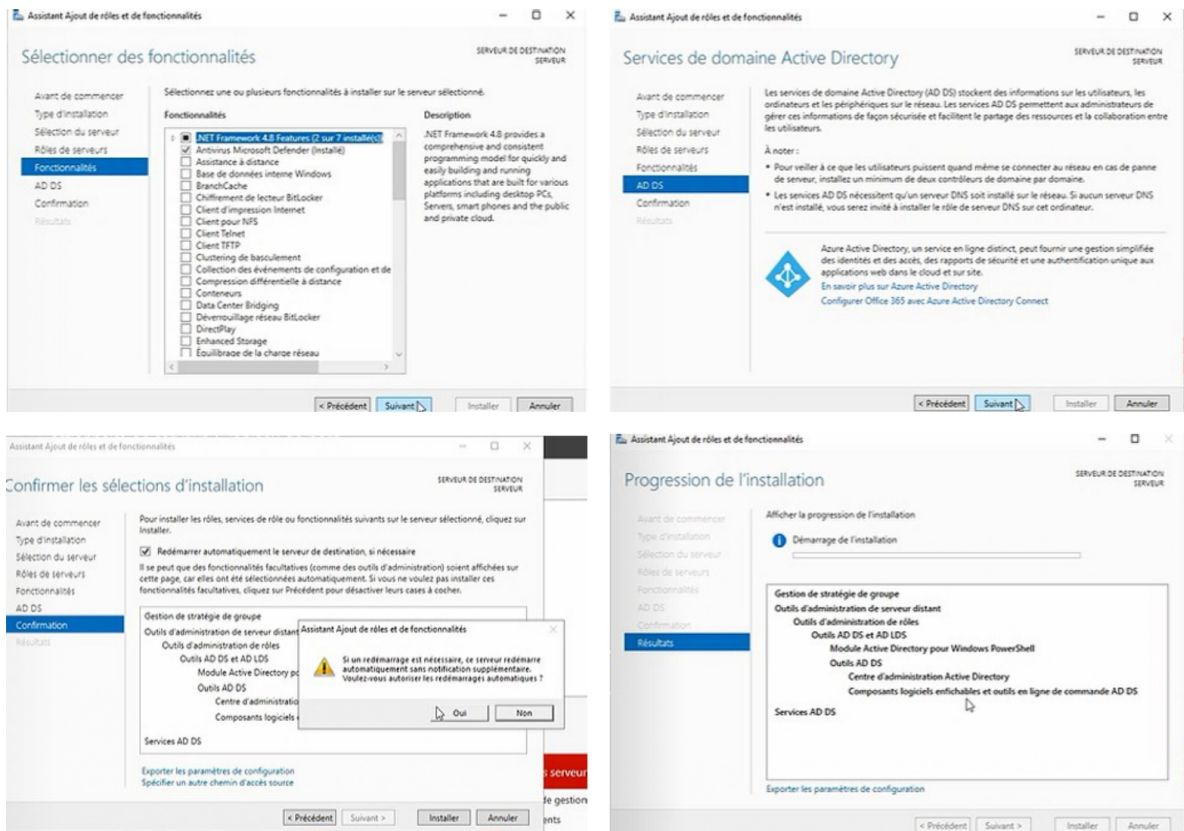 Assistant Ajout de rôles et de fonctionnalités
Sélectionner des fonctionnalités
SERVEUR DE DESTINATION
SERVEUR
Avant de commencer
Type d'installation
Sélection du serveur
Rôles de serveurs
Fonctionnalités
AD DS
Confirmation
Résultats
Sélectionnez une ou plusieurs fonctionnalités à installer sur le serveur sélectionné.
Fonctionnalités
.NET Framework 4.8 Features (2 sur 7 installé(s))
Antivirus Microsoft Defender (Installé)
Assistance à distance
Base de données interne Windows
BranchCache
Chiffrement de lecteur BitLocker
Client d'impression Internet
Client pour NFS
Client Telnet
Client TFTP
Clustering de basculement
Collection des événements de configuration et de
Compression différentielle à distance
Conteneurs
Data Center Bridging
Déverrouillage réseau BitLocker
DirectPlay
Enhanced Storage
Équilibrage de la charge réseau
Description
.NET Framework 4.8 provides a
comprehensive and consistent
programming model for quickly and
easily building and running
applications that are built for various
platforms including desktop PCs,
Servers, smart phones and the public
and private cloud.
< Précédent Suivant > Installer Annuler
Assistant Ajout de rôles et de fonctionnalités
Services de domaine Active Directory
SERVEUR DE DESTINATION
SERVEUR
Avant de commencer
Type d'installation
Sélection du serveur
Rôles de serveurs
Fonctionnalités
AD DS
Confirmation
Résultats
Les services de domaine Active Directory (AD DS) stockent des informations sur les utilisateurs, les
ordinateurs et les périphériques sur le réseau. Les services AD DS permettent aux administrateurs de
gérer ces informations de façon sécurisée et facilitent le partage des ressources et la collaboration entre
les utilisateurs.
À noter :
• Pour veiller à ce que les utilisateurs puissent quand même se connecter au réseau en cas de panne
de serveur, installez un minimum de deux contrôleurs de domaine par domaine.
• Les services AD DS nécessitent qu'un serveur DNS soit installé sur le réseau. Si aucun serveur DNS
n'est installé, vous serez invité à installer le rôle de serveur DNS sur cet ordinateur.
Azure Active Directory, un service en ligne distinct, peut fournir une gestion simplifiée
des identités et des accès, des rapports de sécurité et une authentification unique aux
applications web dans le cloud et sur site.
En savoir plus sur Azure Active Directory
Configurer Office 365 avec Azure Active Directory Connect
< Précédent Suivant > Installer Annuler
Assistant Ajout de rôles et de fonctionnalités
Confirmer les sélections d'installation
SERVEUR DE DESTINATION
SERVEUR
Avant de commencer
Type d'installation
Sélection du serveur
Rôles de serveurs
Fonctionnalités
AD DS
Confirmation
Résultats
Pour installer les rôles, services de rôle ou fonctionnalités suivants sur le serveur sélectionné, cliquez sur
Installer.
Redémarrer automatiquement le serveur de destination, si nécessaire
Il se peut que des fonctionnalités facultatives (comme des outils d'administration) soient affichées sur
cette page, car elles ont été sélectionnées automatiquement. Si vous ne voulez pas installer ces
fonctionnalités facultatives, cliquez sur Précédent pour désactiver leurs cases à cocher.
Gestion de stratégie de groupe
Outils d'administration de serveur distant
Outils d'administration de rôles
Outils AD DS et AD LDS
Module Active Directory po
Outils AD DS
Centre d'administratio
Composants logiciels
Services AD DS
Assistant Ajout de rôles et de fonctionnalités
Si un redémarrage est nécessaire, ce serveur redémarre
automatiquement sans notification supplémentaire.
Voulez-vous autoriser les redémarrages automatiques ?
Oui Non
Exporter les paramètres de configuration
Spécifier un autre chemin d'accès source
< Précédent Suivant > Installer Annuler
s serveur
de gestion
ents
Assistant Ajout de rôles et de fonctionnalités
Progression de l'installation
SERVEUR DE DESTINATION
SERVEUR
Avant de commencer
Type d'installation
Sélection du serveur
Rôles de serveurs
Fonctionnalités
AD DS
Confirmation
Résultats
Afficher la progression de l'installation
Démarrage de l'installation
Gestion de stratégie de groupe
Outils d'administration de serveur distant
Outils d'administration de rôles
Outils AD DS et AD LDS
Module Active Directory pour Windows PowerShell
Outils AD DS
Centre d'administration Active Directory
Composants logiciels enfichables et outils en ligne de commande AD DS
Services AD DS
Exporter les paramètres de configuration
< Précédent Suivant > Installer Annuler